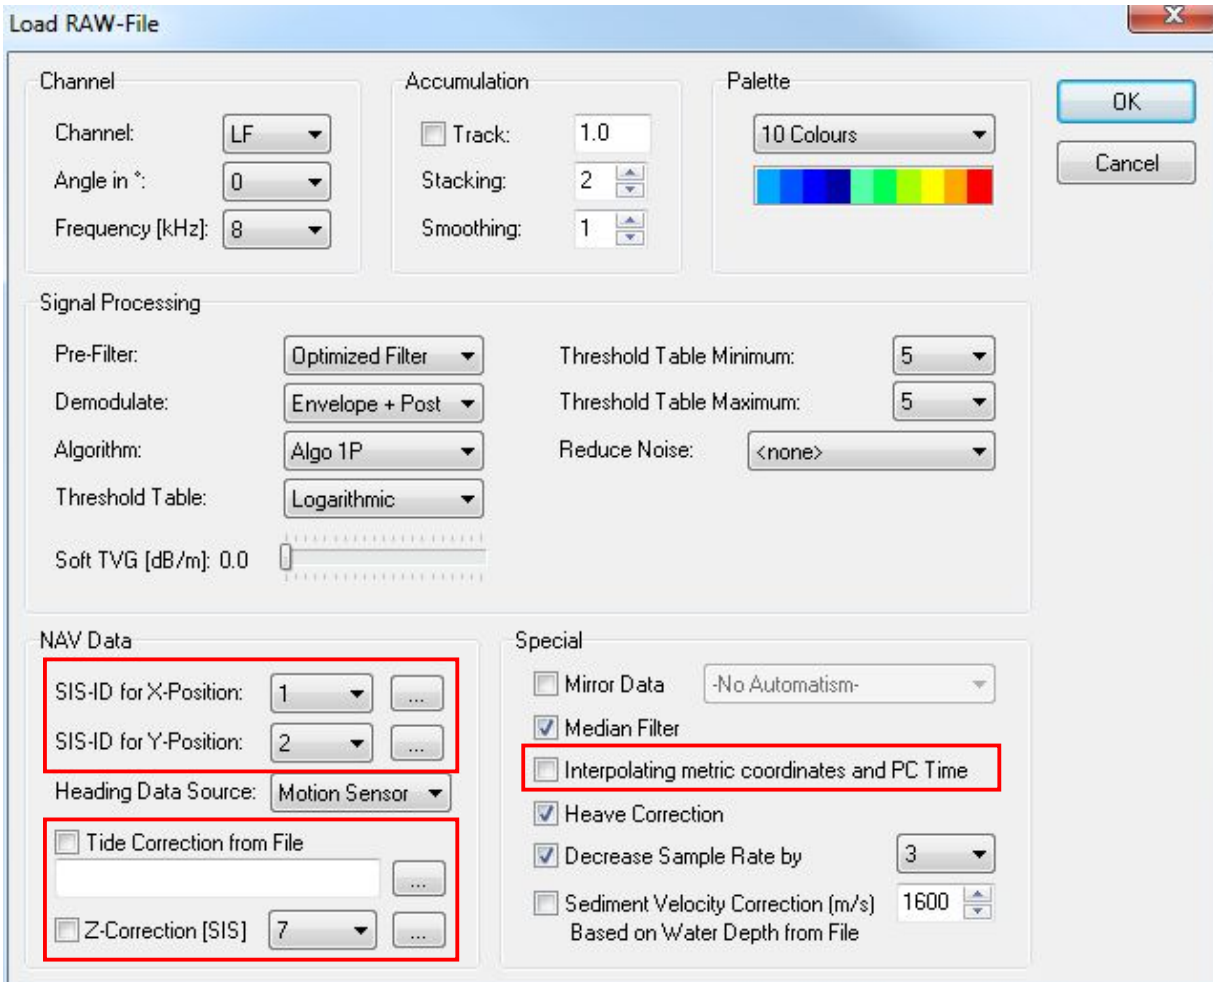 Load RAW-File
x
Channel
Channel: LF
Angle in °: 0
Frequency [kHz]: 8
Accumulation
Track: 1.0
Stacking: 2
Smoothing: 1
Palette
10 Colours
OK
Cancel
Signal Processing
Pre-Filter: Optimized Filter
Demodulate: Envelope + Post
Algorithm: Algo 1P
Threshold Table: Logarithmic
Soft TVG [dB/m]: 0.0
Threshold Table Minimum: 5
Threshold Table Maximum: 5
Reduce Noise: <none>
NAV Data
SIS-ID for X-Position: 1 ...
SIS-ID for Y-Position: 2 ...
Heading Data Source: Motion Sensor
Tide Correction from File
...
Z-Correction [SIS] 7 ...
Special
Mirror Data -No Automatism-
Median Filter
Interpolating metric coordinates and PC Time
Heave Correction
Decrease Sample Rate by 3
Sediment Velocity Correction (m/s) 1600
Based on Water Depth from File